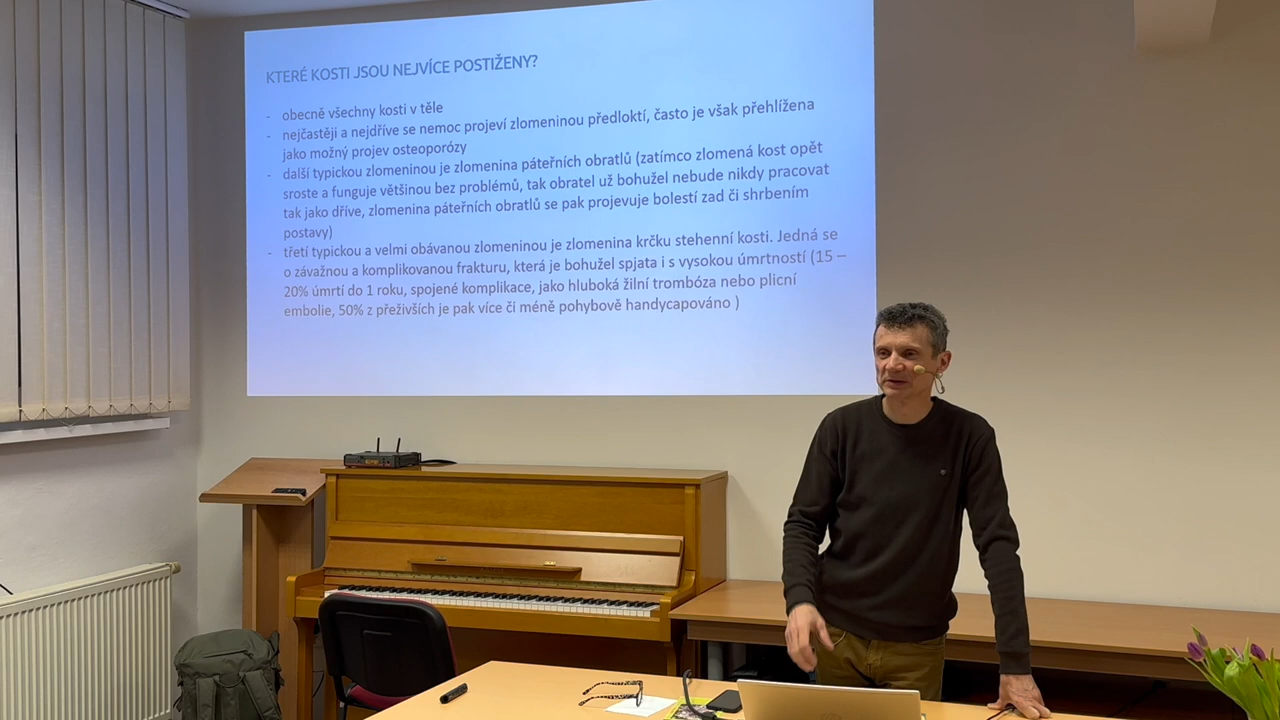 KTERÉ KOSTI JSOU NEJVÍCE POSTIŽENY?
- obecně všechny kosti v těle
- nejčastěji a nejdříve se nemoc projeví zlomeninou předloktí, často je však přehlížena
jako možný projev osteoporózy
- další typickou zlomeninou je zlomenina páteřních obratlů (zatímco zlomená kost opět
sroste a funguje většinou bez problémů, tak obratel už bohužel nebude nikdy pracovat
tak jako dříve, zlomenina páteřních obratlů se pak projevuje bolestí zad či shrbením
postavy)
- třetí typickou a velmi obávanou zlomeninou je zlomenina krčku stehenní kosti. Jedná se
o závažnou a komplikovanou frakturu, která je bohužel spjata i s vysokou úmrtností (15 –
20% úmrtí do 1 roku, spojené komplikace, jako hluboká žilní trombóza nebo plicní
embolie, 50% z přeživších je pak více či méně pohybově handycapováno )